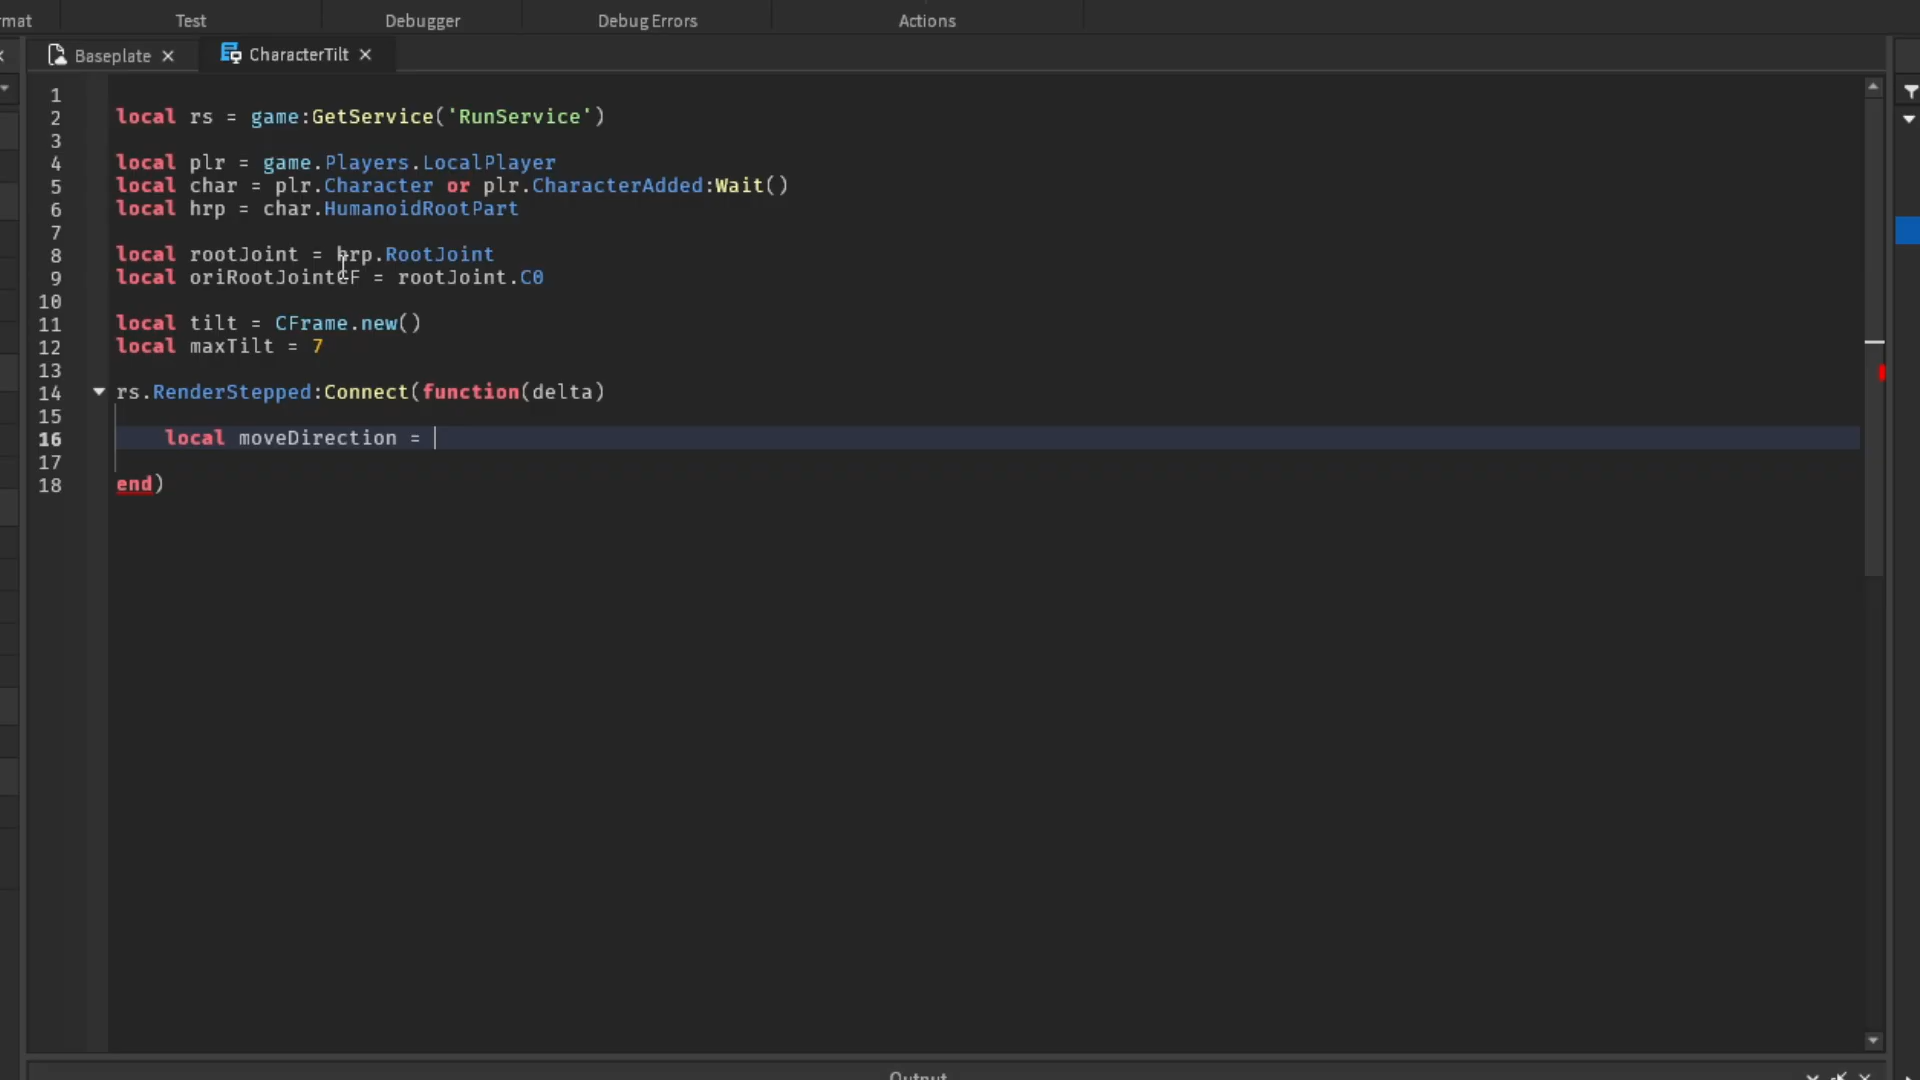 rmat Test Debugger Debug Errors Actions
Baseplate CharacterTilt
1
2 local rs = game:GetService('RunService')
3
4 local plr = game.Players.LocalPlayer
5 local char = plr.Character or plr.CharacterAdded:Wait()
6 local hrp = char.HumanoidRootPart
7
8 local rootJoint = hrp.RootJoint
9 local oriRootJointCF = rootJoint.C0
10
11 local tilt = CFrame.new()
12 local maxTilt = 7
13
14 rs.RenderStepped:Connect(function(delta)
15
16 local moveDirection =
17
18 end)
Output